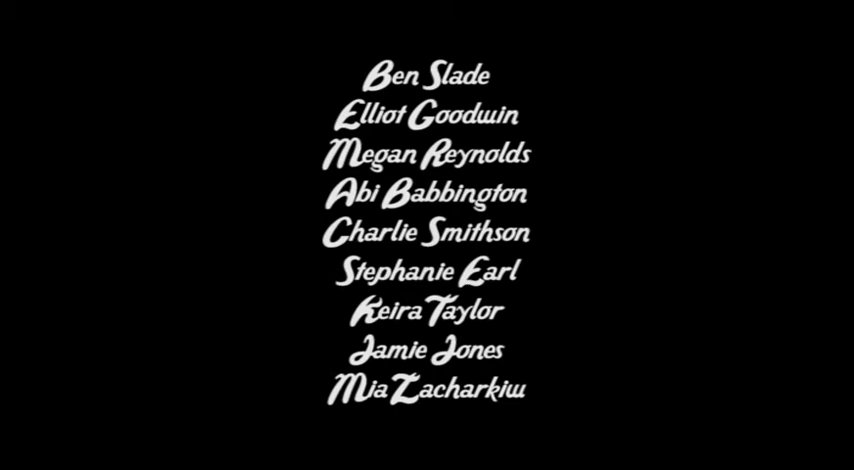 Ben Slade
Elliot Goodwin
Megan Reynolds
Abi Babbington
Charlie Smithson
Stephanie Earl
Keira Taylor
Jamie Jones
Mia Zacharkiw